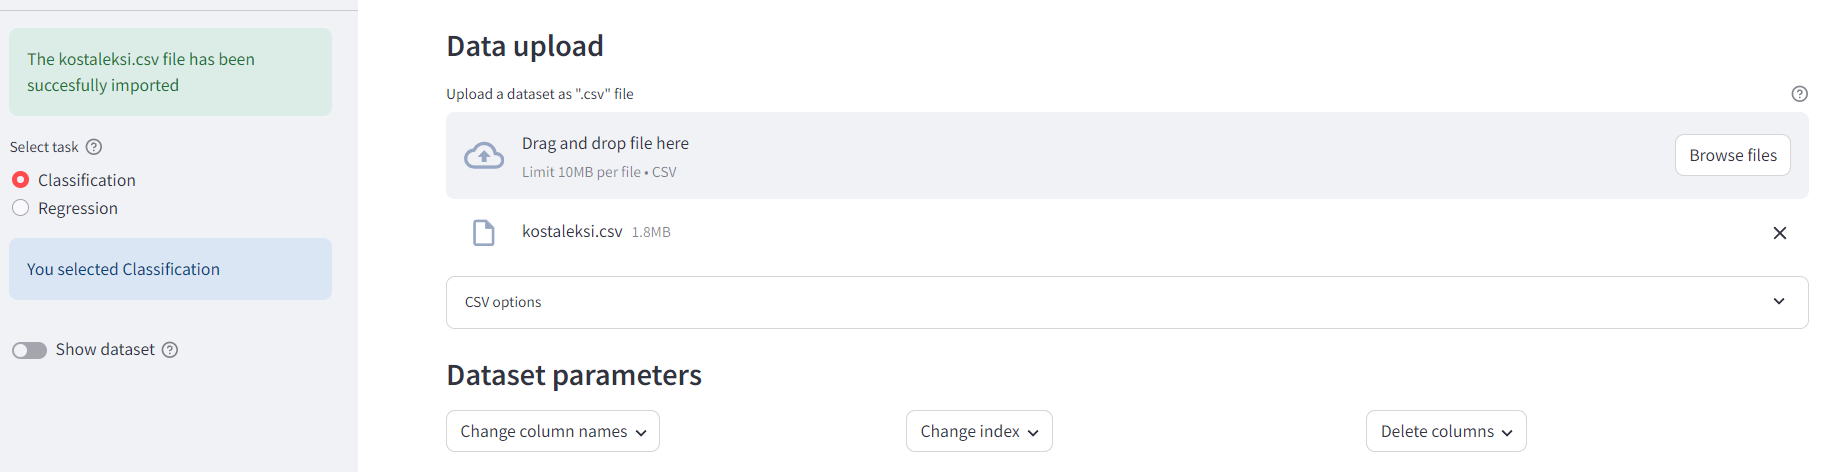 The kostaleksi.csv file has been
succesfully imported
Select task
Classification
Regression
You selected Classification
Show dataset
Data upload
Upload a dataset as ".csv" file
Drag and drop file here
Limit 10MB per file • CSV
Browse files
kostaleksi.csv 1.8MB
CSV options
Dataset parameters
Change column names
Change index
Delete columns